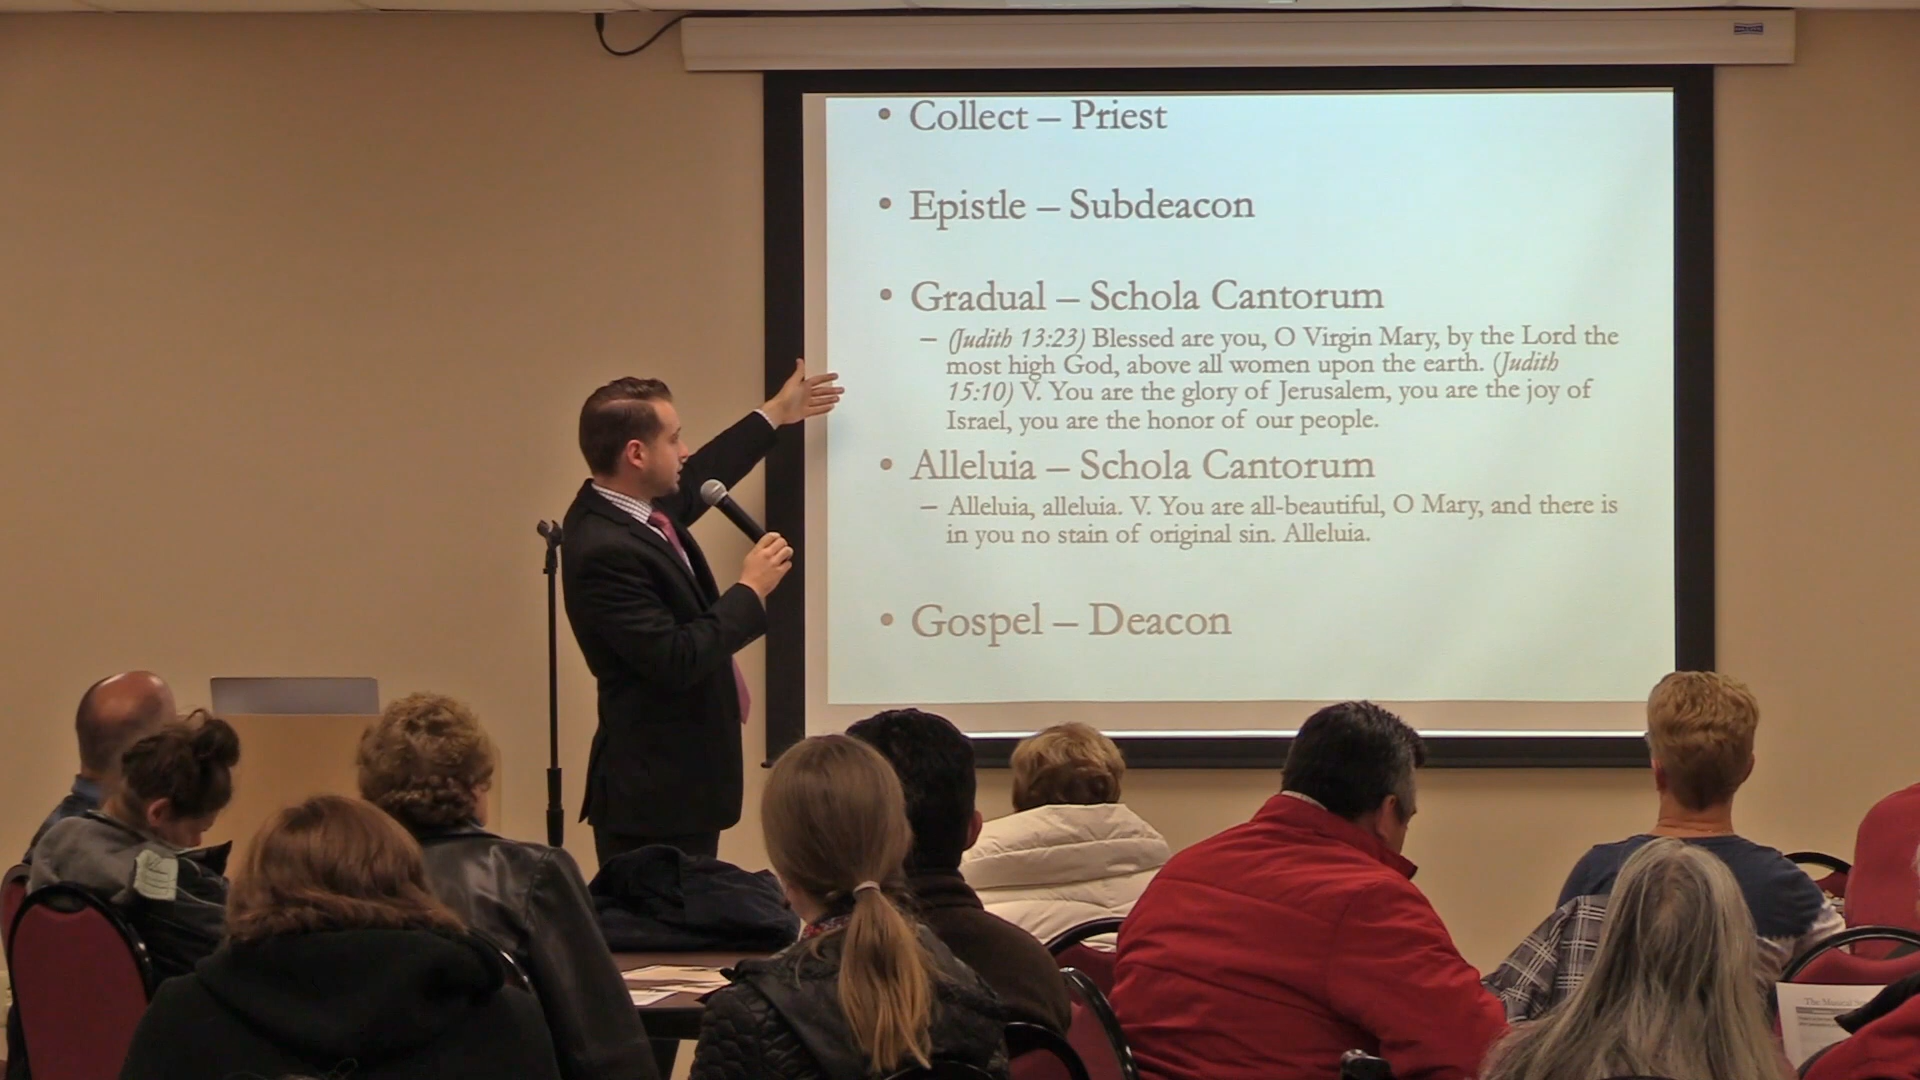 • Collect – Priest
• Epistle – Subdeacon
• Gradual – Schola Cantorum
– (Judith 13:23) Blessed are you, O Virgin Mary, by the Lord the
most high God, above all women upon the earth. (Judith
15:10) V. You are the glory of Jerusalem, you are the joy of
Israel, you are the honor of our people.
• Alleluia – Schola Cantorum
– Alleluia, alleluia. V. You are all-beautiful, O Mary, and there is
in you no stain of original sin. Alleluia.
• Gospel – Deacon
The Musical